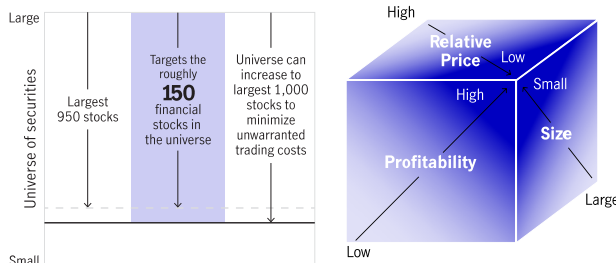 Large
Universe of securities
Largest
950 stocks
Targets the
roughly
150
financial
stocks in
the universe
Universe can
increase to
largest 1,000
stocks to
minimize
unwarranted
trading costs
Small
High
Relative
Price
Low
Small
High
Size
Profitability
Large
Low